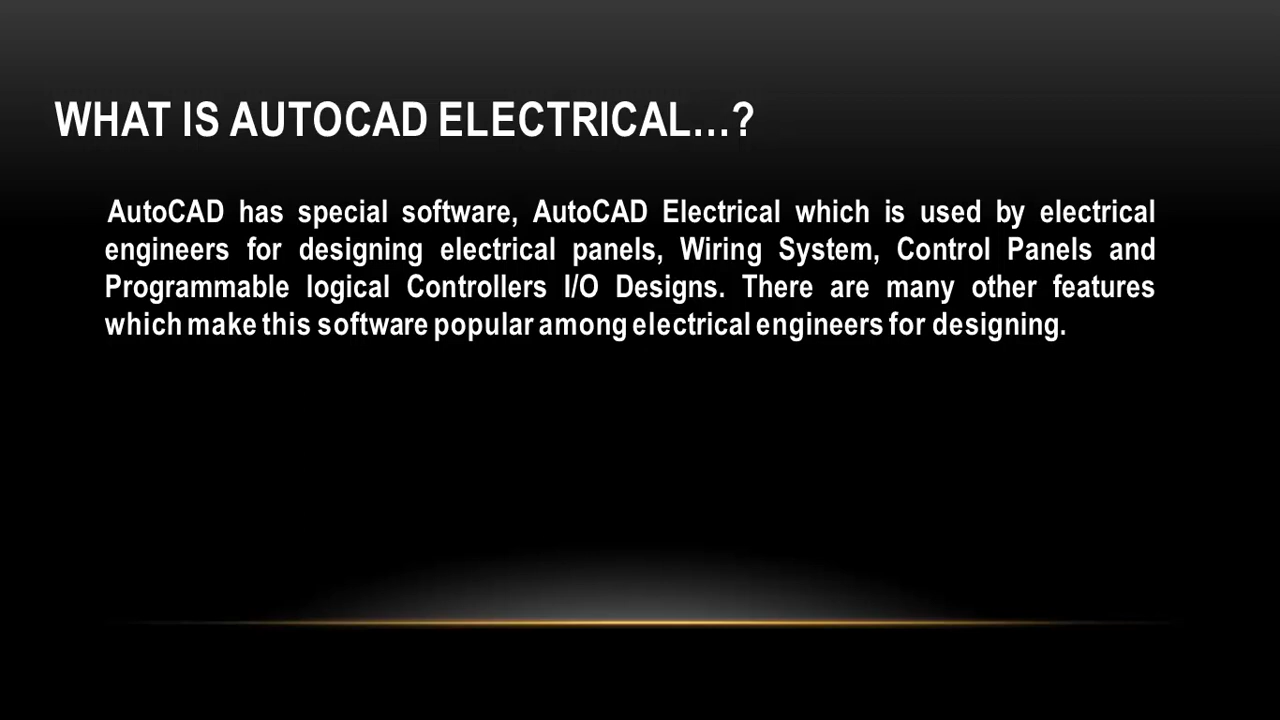 WHAT IS AUTOCAD ELECTRICAL...?
AutoCAD has special software, AutoCAD Electrical which is used by electrical
engineers for designing electrical panels, Wiring System, Control Panels and
Programmable logical Controllers I/O Designs. There are many other features
which make this software popular among electrical engineers for designing.